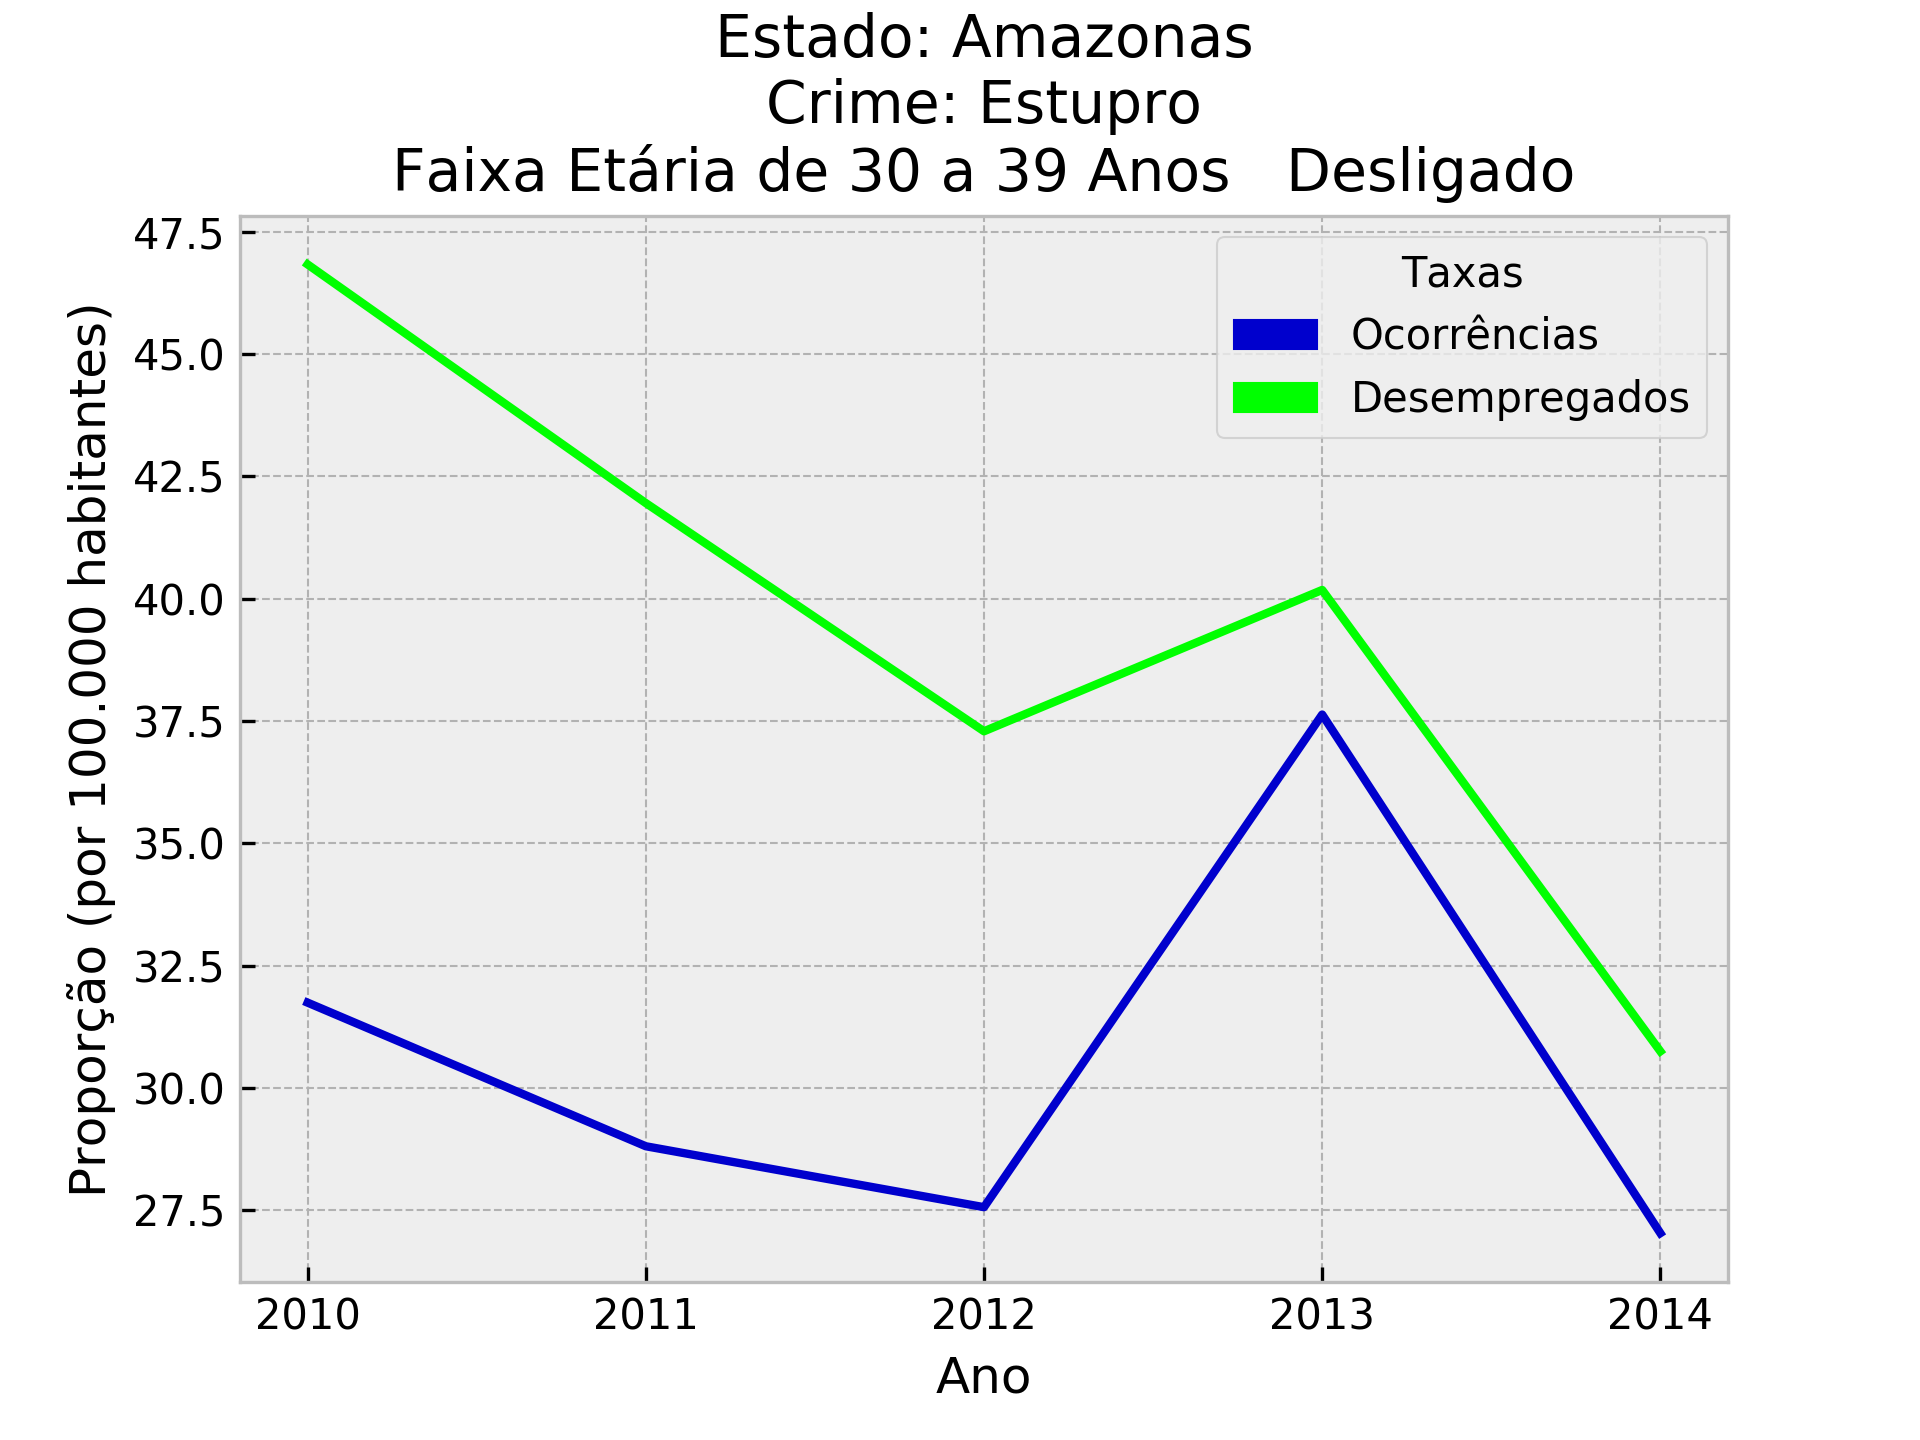 Estado: Amazonas
Crime: Estupro
Faixa Etária de 30 a 39 Anos   Desligado
Proporção (por 100.000 habitantes)
47.5
45.0
42.5
40.0
37.5
35.0
32.5
30.0
27.5
Taxas
Ocorrências
Desempregados
2010 2011 2012 2013 2014
Ano